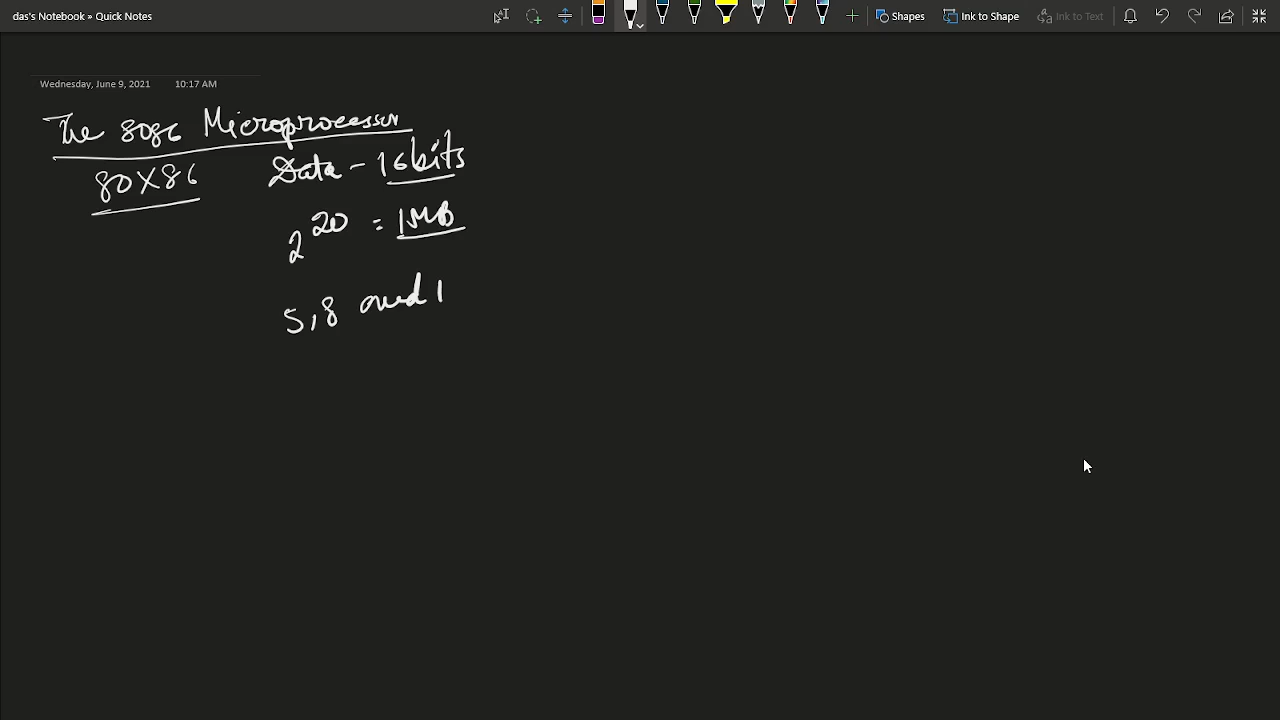 das's Notebook » Quick Notes
Shapes
Ink to Shape
Ink to Text
Wednesday, June 9, 2021 10:17 AM
The 8086 Microprocessor
80X86 Data - 16bits
2^20 = 1MB
5,8 and 1